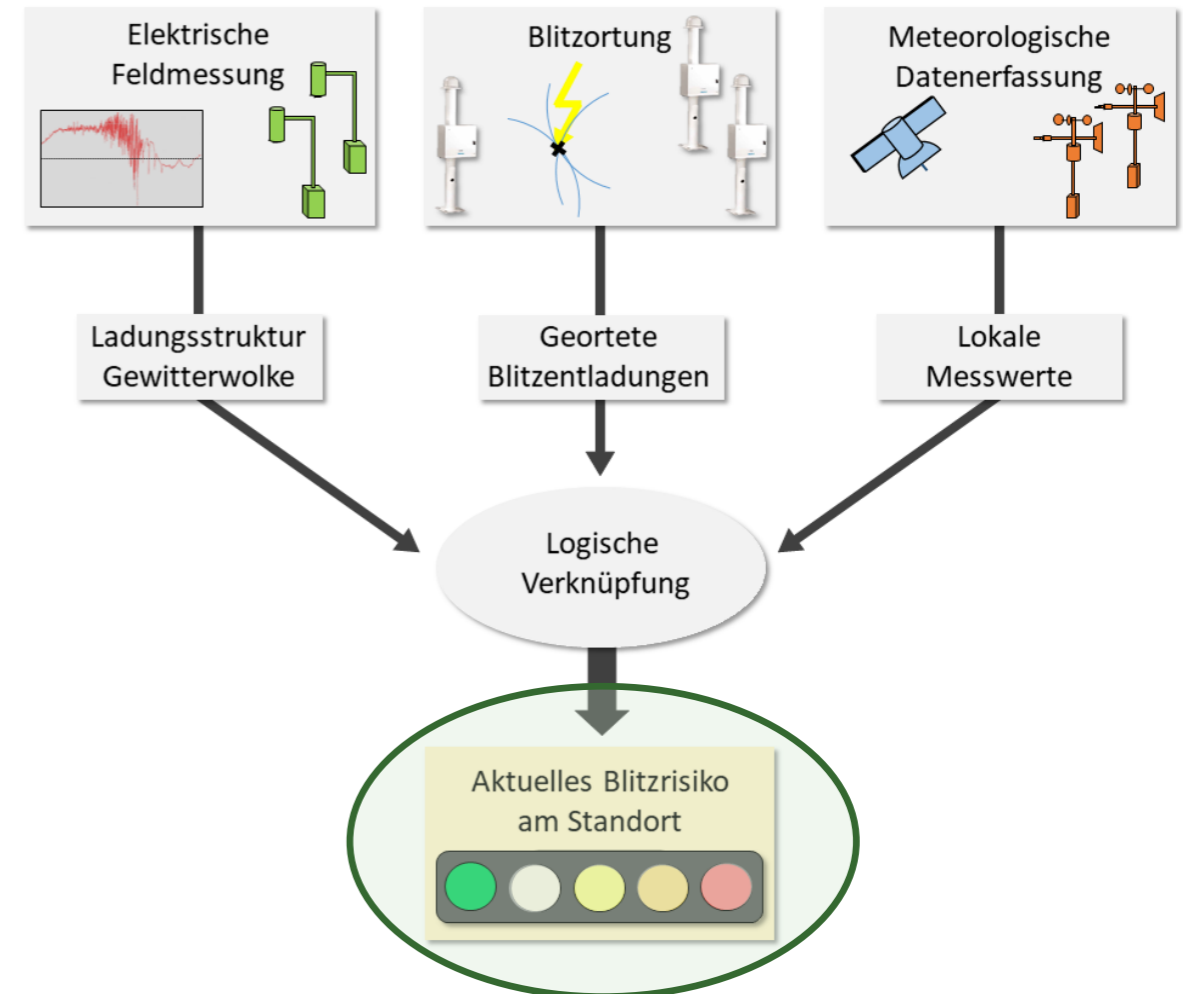 Elektrische
Feldmessung
Blitzortung
Meteorologische
Datenerfassung
Ladungsstruktur
Gewitterwolke
Geortete
Blitzentladungen
Lokale
Messwerte
Logische
Verknüpfung
Aktuelles Blitzrisiko
am Standort